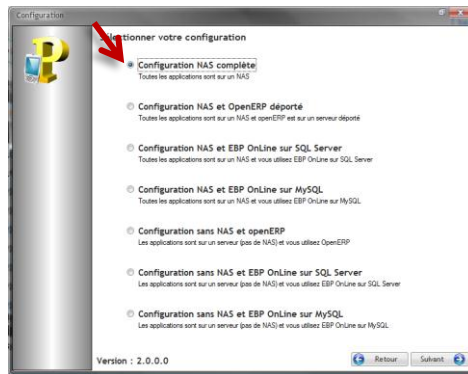 Configuration
Sélectionner votre configuration
Configuration NAS complète
Toutes les applications sont sur un NAS
Configuration NAS et OpenERP déporté
Toutes les applications sont sur un NAS et openERP est sur un serveur déporté
Configuration NAS et EBP OnLine sur SQL Server
Toutes les applications sont sur un NAS et vous utilisez EBP OnLine sur SQL Server
Configuration NAS et EBP OnLine sur MySQL
Toutes les applications sont sur un NAS et vous utilisez EBP OnLine sur MySQL
Configuration sans NAS et openERP
Les applications sont sur un serveur (pas de NAS) et vous utilisez OpenERP
Configuration sans NAS et EBP OnLine sur SQL Server
Les applications sont sur un serveur (pas de NAS) et vous utilisez EBP OnLine sur SQL Server
Configuration sans NAS et EBP OnLine sur MySQL
Les applications sont sur un serveur (pas de NAS) et vous utilisez EBP OnLine sur MySQL
Version : 2.0.0.0
Retour
Suivant